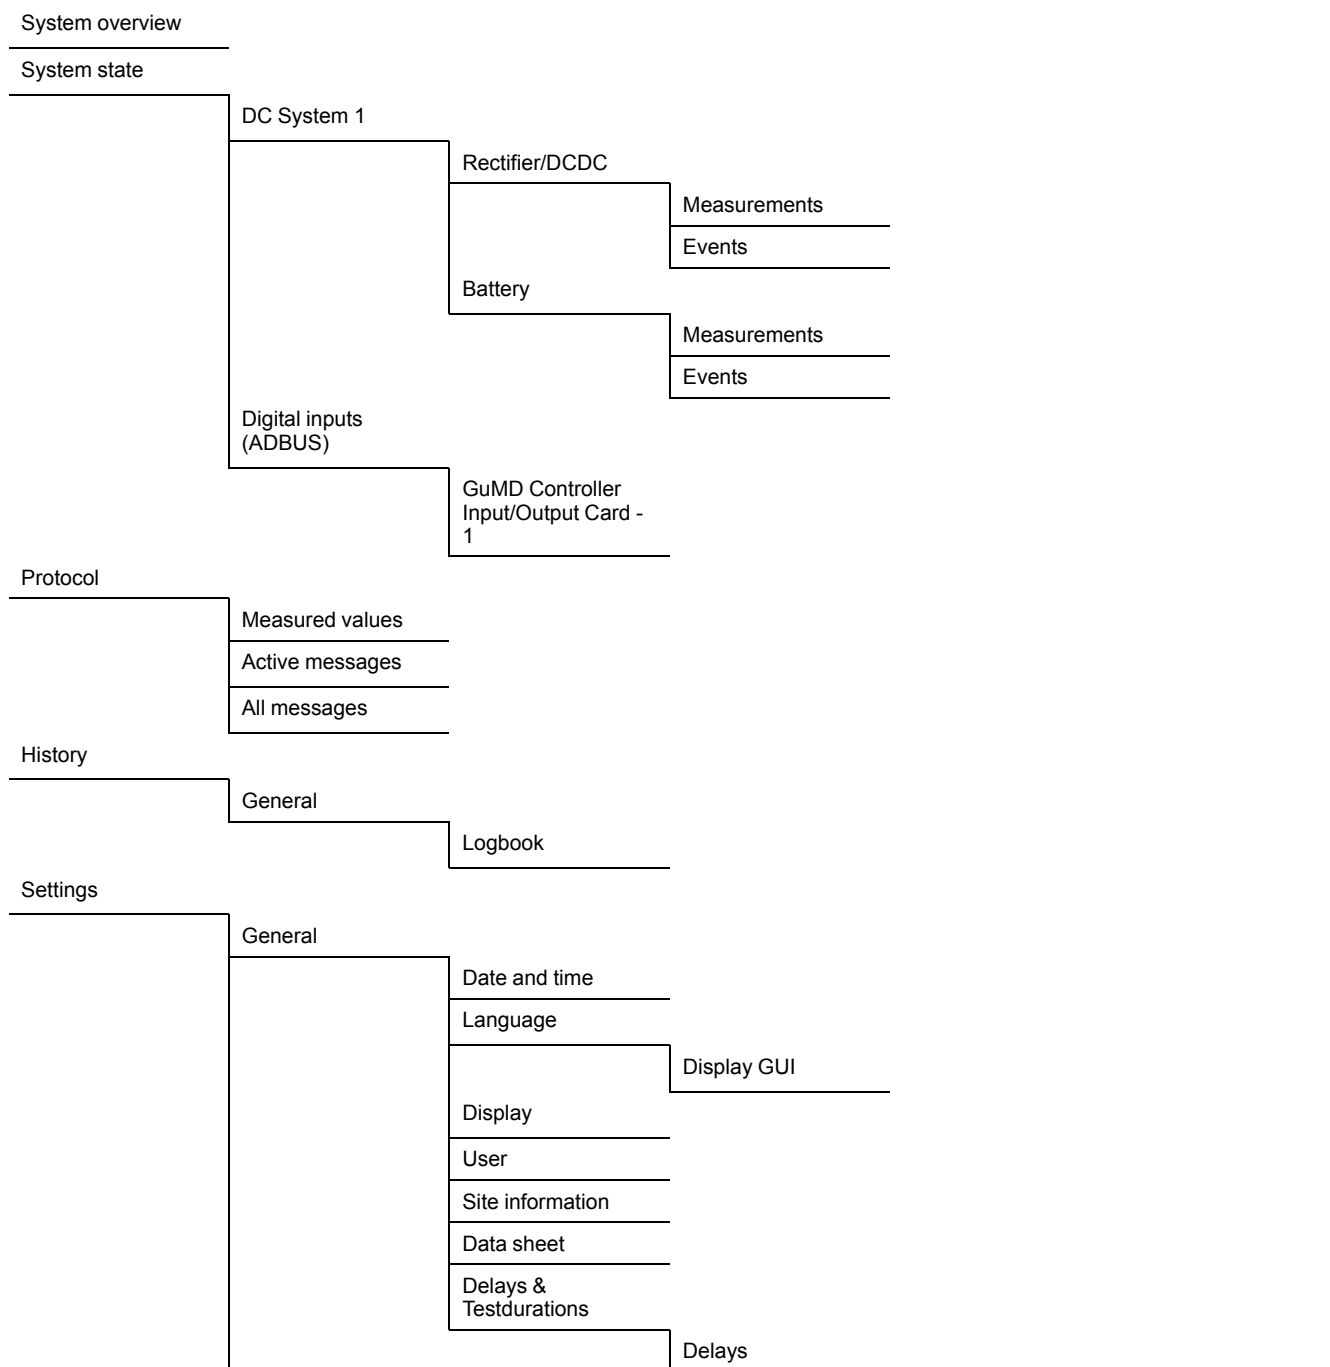 System overview
System state
DC System 1
Rectifier/DCDC
Measurements
Events
Battery
Measurements
Events
Digital inputs
(ADBUS)
GuMD Controller
Input/Output Card -
1
Protocol
Measured values
Active messages
All messages
History
General
Logbook
Settings
General
Date and time
Language
Display GUI
Display
User
Site information
Data sheet
Delays &
Testdurations
Delays